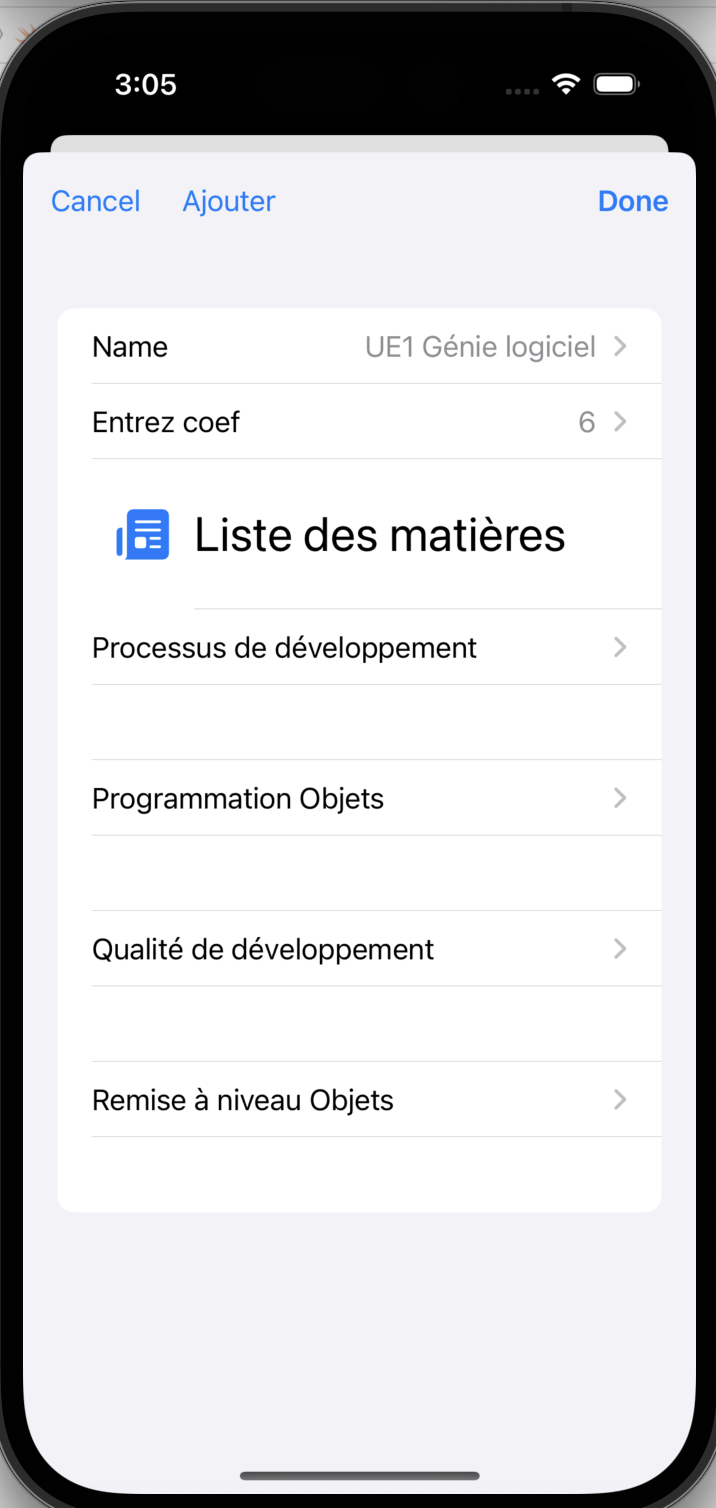 3:05
Cancel Ajouter Done
Name UE1 Génie logiciel
Entrez coef 6
Liste des matières
Processus de développement
Programmation Objets
Qualité de développement
Remise à niveau Objets